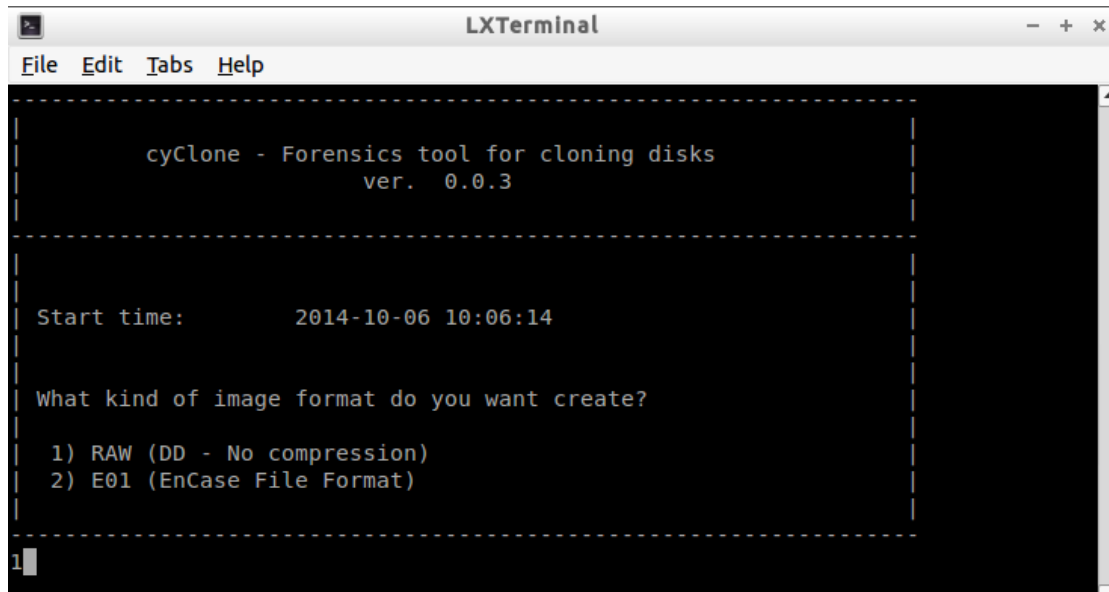 LXTerminal
File Edit Tabs Help
cyClone - Forensics tool for cloning disks
ver. 0.0.3
Start time: 2014-10-06 10:06:14
What kind of image format do you want create?
1) RAW (DD - No compression)
2) E01 (EnCase File Format)
1